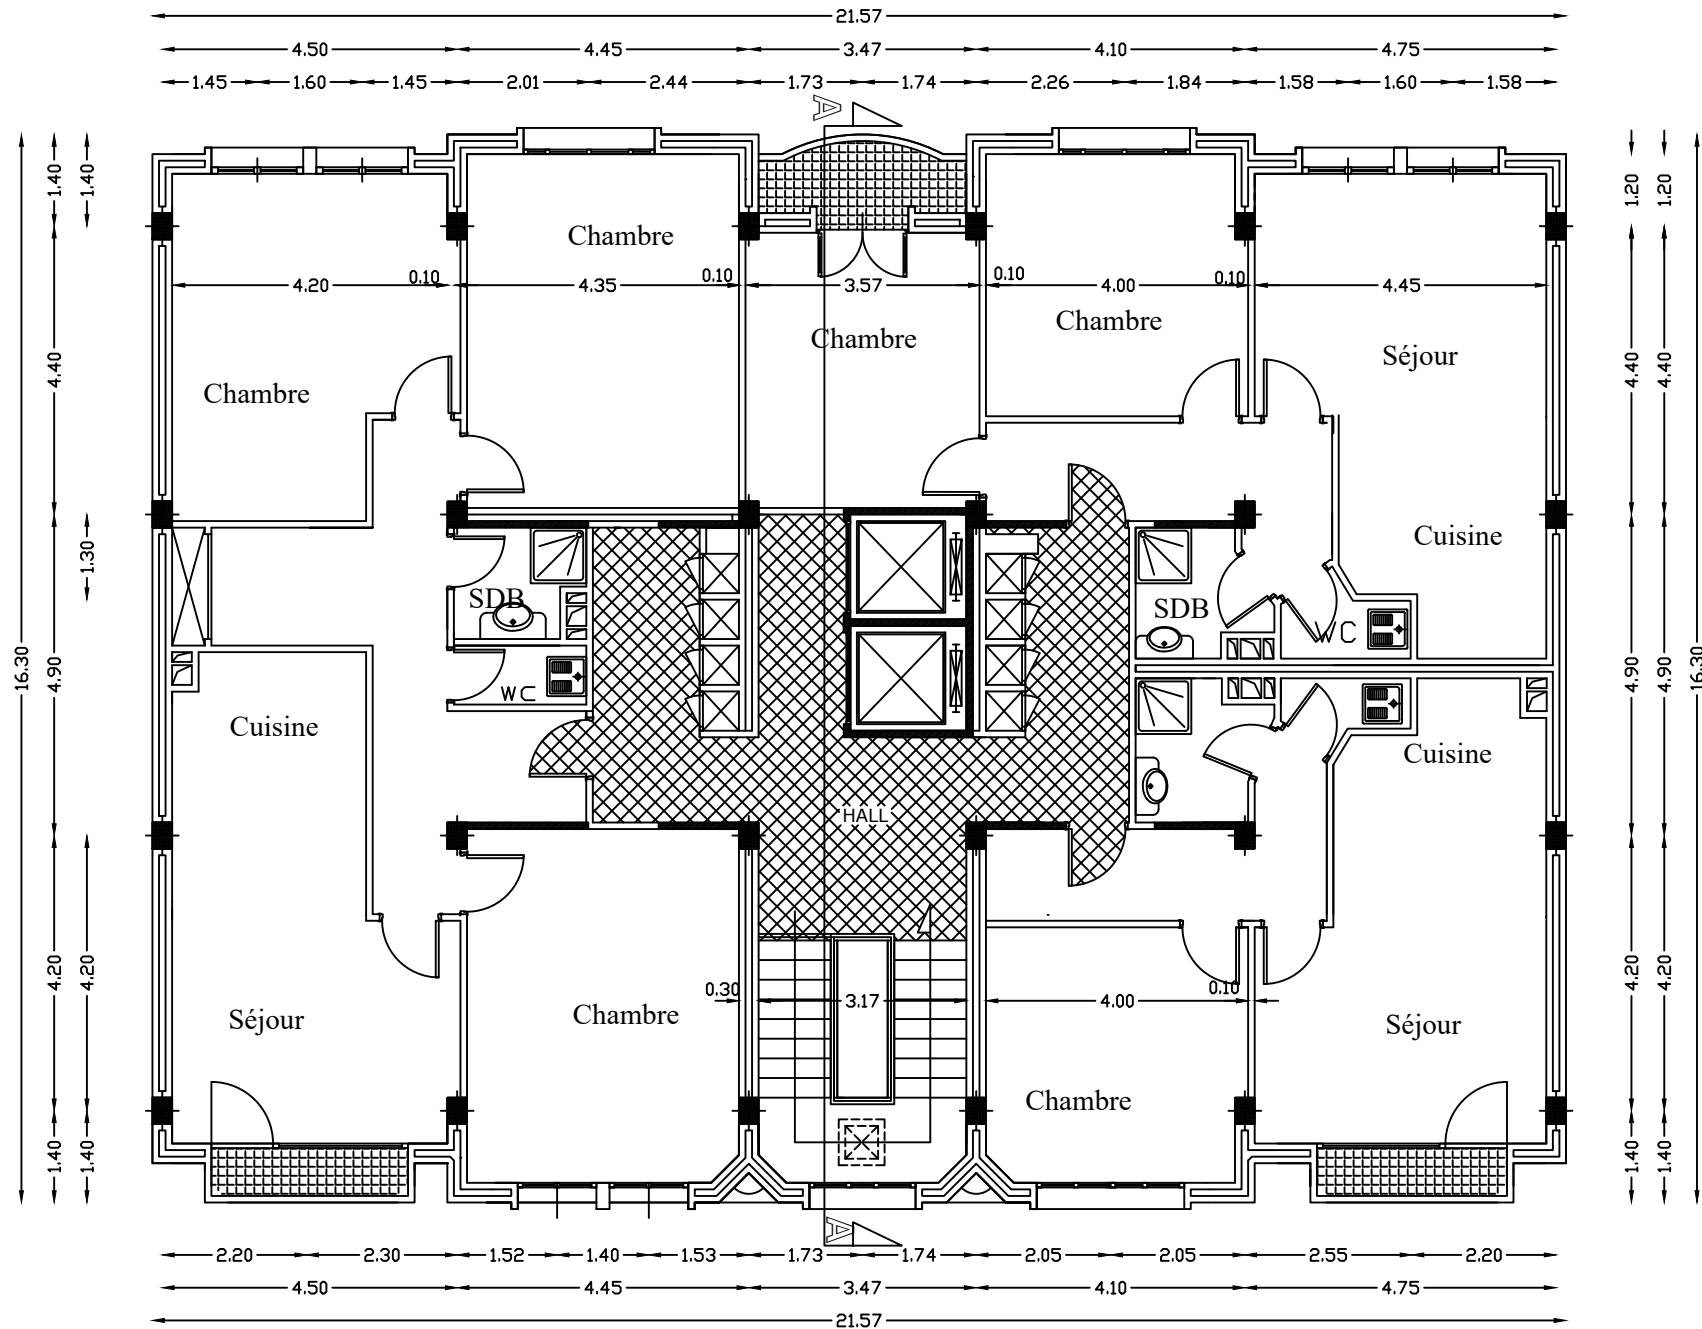 21.57
4.50 4.45 3.47 4.10 4.75
1.45 1.60 1.45 2.01 2.44 1.73 1.74 2.26 1.84 1.58 1.60 1.58
A
1.40 1.40 1.20 1.20
Chambre
4.20 0.10 4.35 0.10 3.57 0.10 4.00 0.10 4.45
Chambre
Chambre
Séjour
4.40 4.40 4.40
Chambre
Cuisine
1.30
SDB SDB
WC
16.30 4.90 4.90 4.90 16.30
WC
Cuisine
Cuisine
HALL
4.20 4.20 4.20 4.20
0.30 3.17 4.00 0.10
Séjour
Chambre
Séjour
Chambre
1.40 1.40 1.40 1.40
A
2.20 2.30 1.52 1.40 1.53 1.73 1.74 2.05 2.05 2.55 2.20
4.50 4.45 3.47 4.10 4.75
21.57